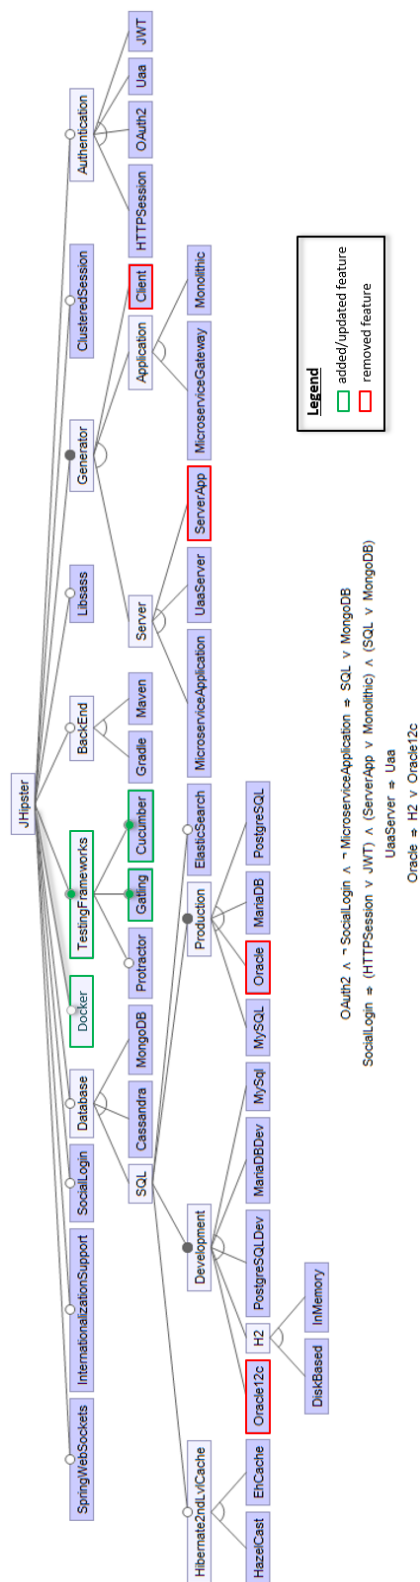 JHipster
SpringWebSockets
InternationalizationSupport
SocialLogin
Database
Docker
TestingFrameworks
BackEnd
Libsass
Generator
ClusteredSession
Authentication
SQL
Cassandra
MongoDB
Protractor
Gatling
Cucumber
Gradle
Maven
Server
Application
Client
HTTPSession
OAuth2
Uaa
JWT
Hibernate2ndLvlCache
Development
Production
ElasticSearch
MicroserviceApplication
UaaServer
ServerApp
MicroserviceGateway
Monolithic
HazelCast
EhCache
Oracle12c
H2
PostgreSQLDev
MariaDBDev
MySql
MySQL
Oracle
MariaDB
PostgreSQL
DiskBased
InMemory
Legend
added/updated feature
removed feature
OAuth2 ∧ ¬ SocialLogin ∧ ¬ MicroserviceApplication ⇒ SQL ∨ MongoDB
SocialLogin ⇒ (HTTPSession ∨ JWT) ∧ (ServerApp ∨ Monolithic) ∧ (SQL ∨ MongoDB)
UaaServer ⇒ Uaa
Oracle ⇒ H2 ∨ Oracle12c